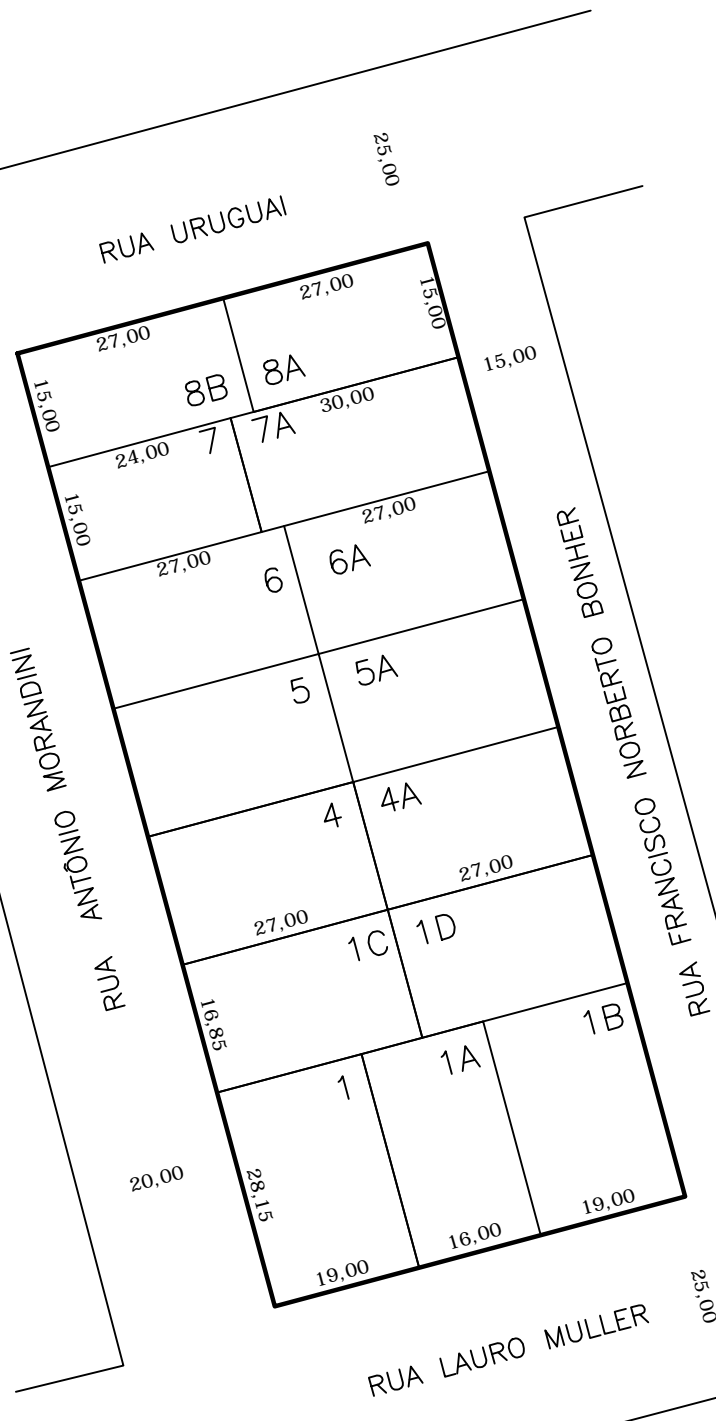 25,00
RUA URUGUAI
27,00
27,00
15,00
15,00
8B
8A
15,00
30,00
24,00
7
7A
15,00
27,00
27,00
6
6A
RUA FRANCISCO NORBERTO BONHER
5
5A
RUA ANTÔNIO MORANDINI
4
4A
27,00
27,00
1C
1D
16,85
1B
1
1A
20,00
28,15
19,00
16,00
19,00
25,00
RUA LAURO MULLER